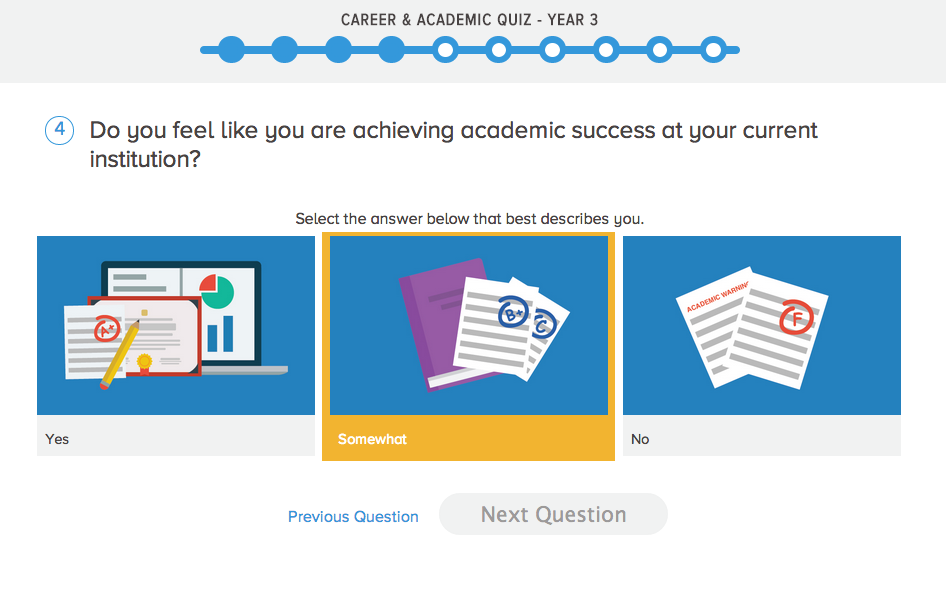 CAREER & ACADEMIC QUIZ - YEAR 3
4
Do you feel like you are achieving academic success at your current
institution?
Select the answer below that best describes you.
A+
B+
C
ACADEMIC WARNING
F
Yes
Somewhat
No
Previous Question
Next Question